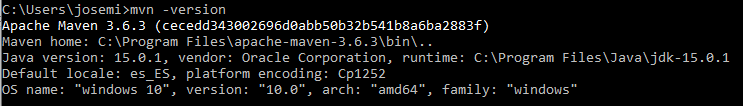 C:\Users\josemi>mvn -version
Apache Maven 3.6.3 (cecedd343002696d0abb50b32b541b8a6ba2883f)
Maven home: C:\Program Files\apache-maven-3.6.3\bin\..
Java version: 15.0.1, vendor: Oracle Corporation, runtime: C:\Program Files\Java\jdk-15.0.1
Default locale: es_ES, platform encoding: Cp1252
OS name: "windows 10", version: "10.0", arch: "amd64", family: "windows"